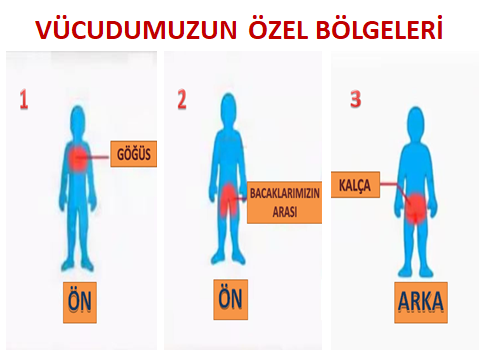 VÜCUDUMUZUN ÖZEL BÖLGELERİ
1
GÖĞÜS
ÖN
2
BACAKLARIMIZIN
ARASI
ÖN
3
KALÇA
ARKA